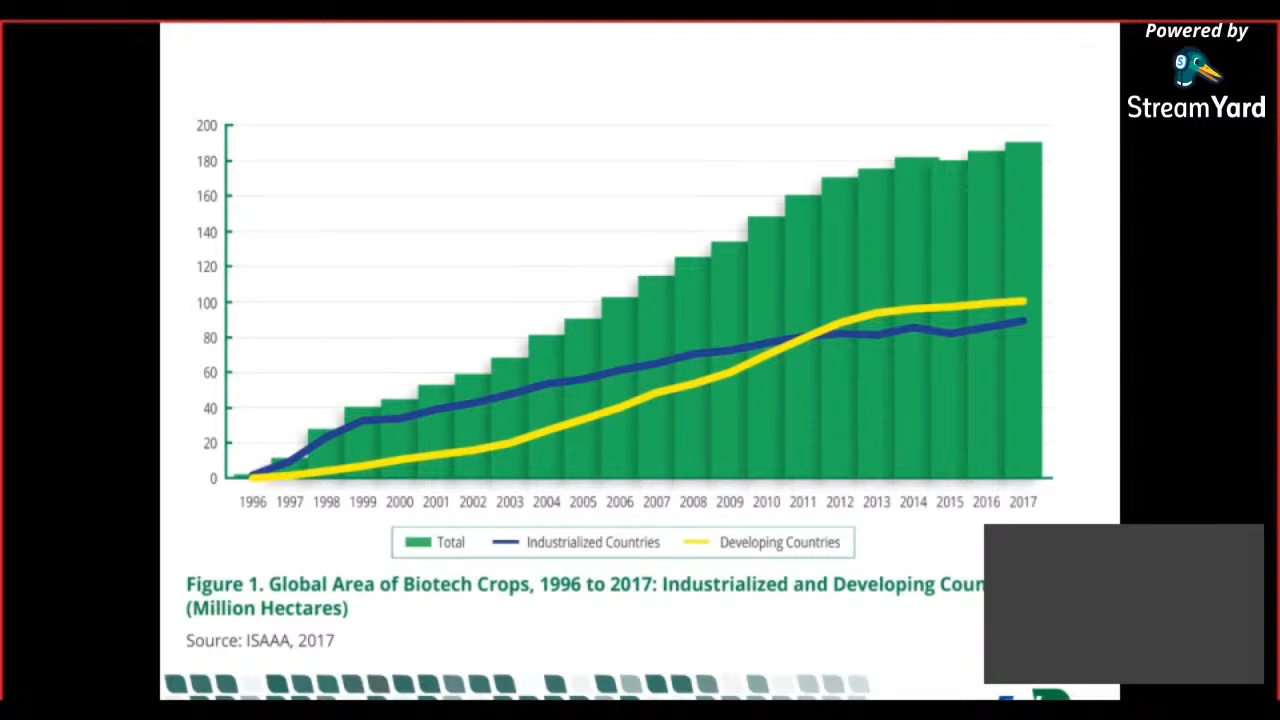 Powered by
StreamYard
200
180
160
140
120
100
80
60
40
20
0
1996 1997 1998 1999 2000 2001 2002 2003 2004 2005 2006 2007 2008 2009 2010 2011 2012 2013 2014 2015 2016 2017
Total Industrialized Countries Developing Countries
Figure 1. Global Area of Biotech Crops, 1996 to 2017: Industrialized and Developing Coun
(Million Hectares)
Source: ISAAA, 2017